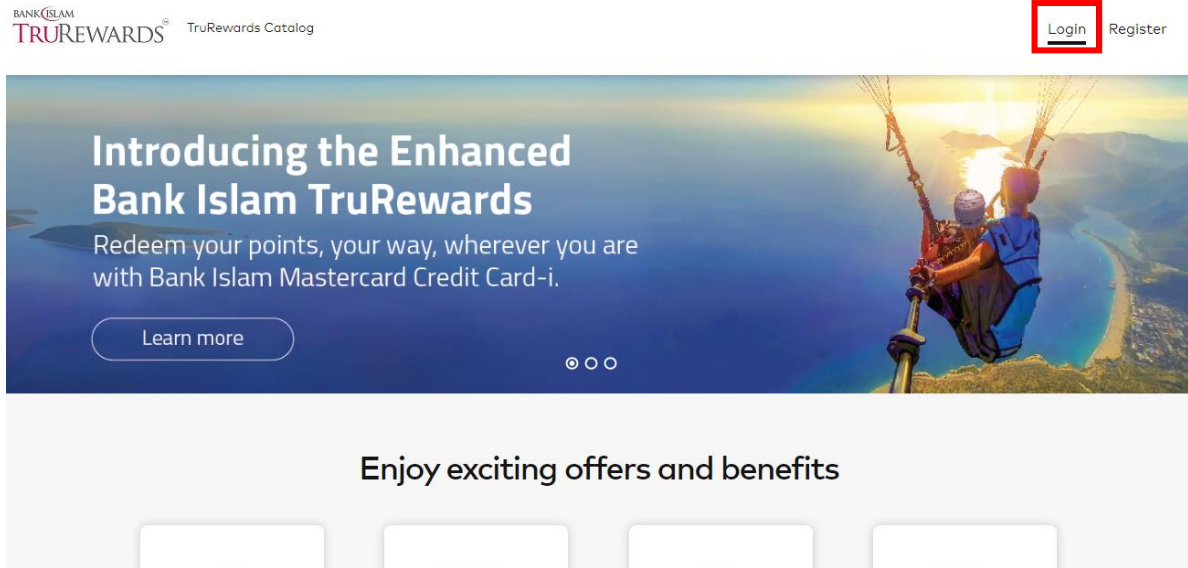 BANK ISLAM
TRUREWARDS
TruRewards Catalog
Login
Register
Introducing the Enhanced
Bank Islam TruRewards
Redeem your points, your way, wherever you are
with Bank Islam Mastercard Credit Card-i.
Learn more
Enjoy exciting offers and benefits